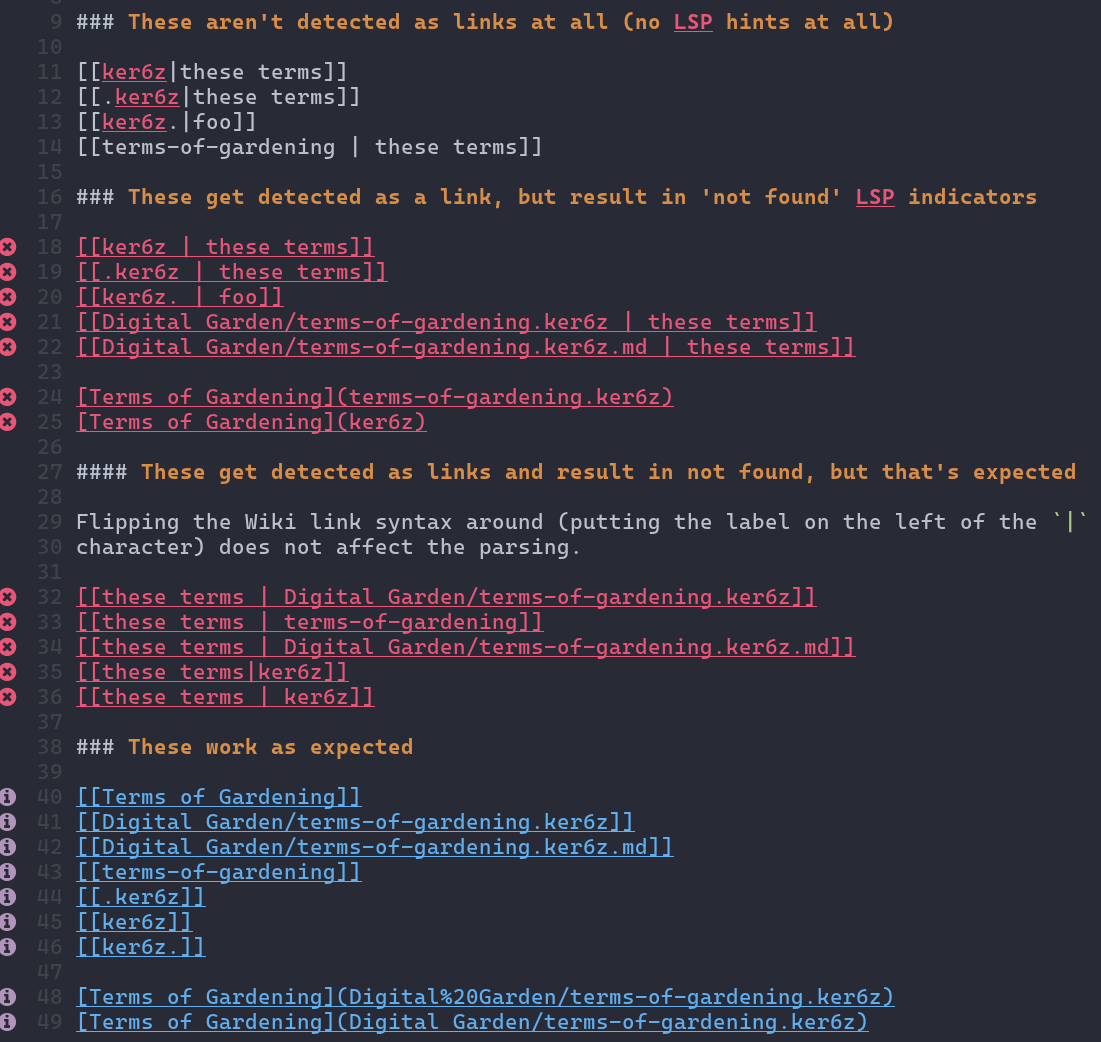 9 ### These aren't detected as links at all (no LSP hints at all)
10
11 [[ker6z|these terms]]
12 [[.ker6z|these terms]]
13 [[ker6z.|foo]]
14 [[terms-of-gardening | these terms]]
15
16 ### These get detected as a link, but result in 'not found' LSP indicators
17
18 [[ker6z | these terms]]
19 [[.ker6z | these terms]]
20 [[ker6z. | foo]]
21 [[Digital Garden/terms-of-gardening.ker6z | these terms]]
22 [[Digital Garden/terms-of-gardening.ker6z.md | these terms]]
23
24 [Terms of Gardening](terms-of-gardening.ker6z)
25 [Terms of Gardening](ker6z)
26
27 #### These get detected as links and result in not found, but that's expected
28
29 Flipping the Wiki link syntax around (putting the label on the left of the `|`
30 character) does not affect the parsing.
31
32 [[these terms | Digital Garden/terms-of-gardening.ker6z]]
33 [[these terms | terms-of-gardening]]
34 [[these terms | Digital Garden/terms-of-gardening.ker6z.md]]
35 [[these terms|ker6z]]
36 [[these terms | ker6z]]
37
38 ### These work as expected
39
40 [[Terms of Gardening]]
41 [[Digital Garden/terms-of-gardening.ker6z]]
42 [[Digital Garden/terms-of-gardening.ker6z.md]]
43 [[terms-of-gardening]]
44 [[.ker6z]]
45 [[ker6z]]
46 [[ker6z.]]
47
48 [Terms of Gardening](Digital%20Garden/terms-of-gardening.ker6z)
49 [Terms of Gardening](Digital Garden/terms-of-gardening.ker6z)